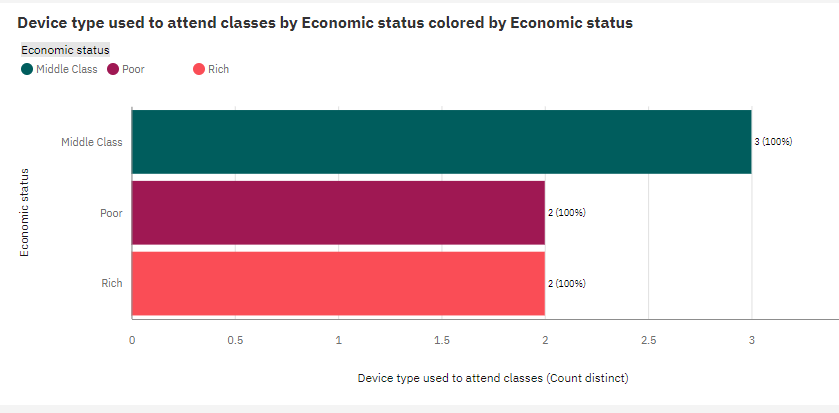 Device type used to attend classes by Economic status colored by Economic status
Economic status
Middle Class Poor Rich
Middle Class 3 (100%)
Poor 2 (100%)
Rich 2 (100%)
Economic status
0 0.5 1 1.5 2 2.5 3
Device type used to attend classes (Count distinct)